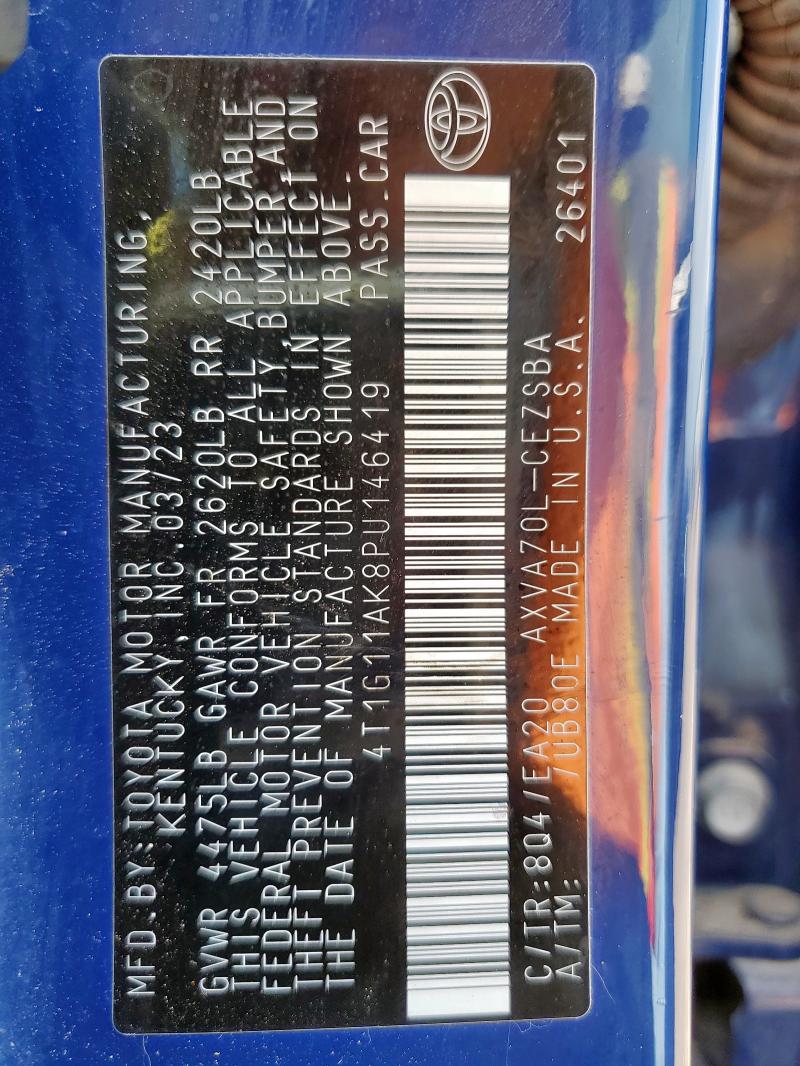 MFD.BY:TOYOTA MOTOR MANUFACTURING,
KENTUCKY, INC.03/23
GVWR 4475LB GAWR FR 2620LB RR 2420LB
THIS VEHICLE CONFORMS TO ALL APPLICABLE
FEDERAL MOTOR VEHICLE SAFETY,BUMPER,AND
THEFT PREVENTION STANDARDS IN EFFECT ON
THE DATE OF MANUFACTURE SHOWN ABOVE.
4T1G11AK8PU146419 PASS.CAR
C/TR:8Q4/EA20 AXVA70L-CEZSBA
A/TM: /UB80E MADE IN U.S.A. 26401